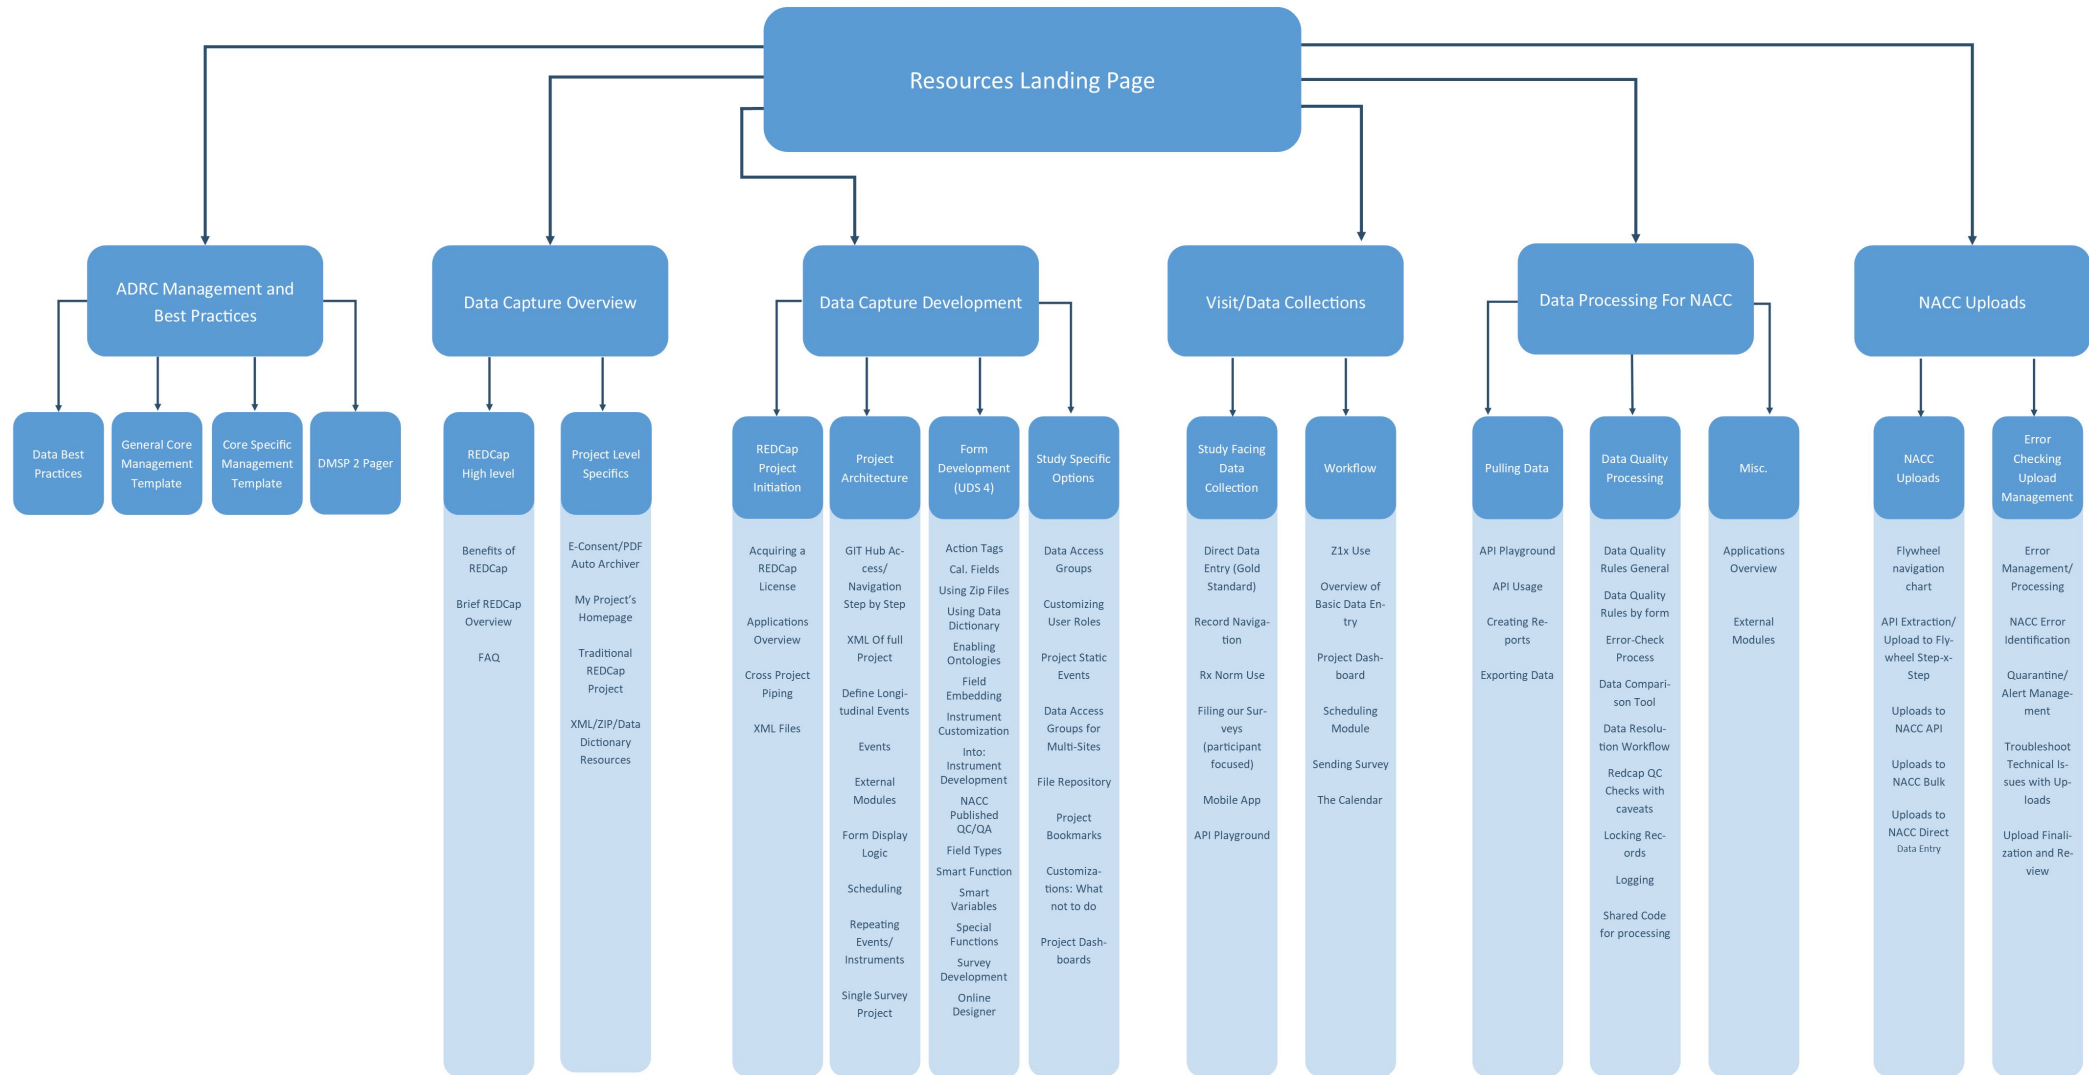 Resources Landing Page
ADRC Management and
Best Practices
Data Capture Overview
Data Capture Development
Visit/Data Collections
Data Processing For NACC
NACC Uploads
Data Best
Practices
General Core
Management
Template
Core Specific
Management
Template
DMSP 2 Pager
REDCap
High level
Benefits of
REDCap
Brief REDCap
Overview
FAQ
Project Level
Specifics
E-Consent/PDF
Auto Archiver
My Project's
Homepage
Traditional
REDCap
Project
XML/ZIP/Data
Dictionary
Resources
REDCap
Project
Initiation
Acquiring a
REDCap
License
Applications
Overview
Cross Project
Piping
XML Files
Project
Architecture
GIT Hub Ac-
cess/
Navigation
Step by Step
XML Of full
Project
Define Longi-
tudinal Events
Events
External
Modules
Form Display
Logic
Scheduling
Repeating
Events/
Instruments
Single Survey
Project
Form
Development
(UDS 4)
Action Tags
Cal. Fields
Using Zip Files
Using Data
Dictionary
Enabling
Ontologies
Field
Embedding
Instrument
Customization
Into:
Instrument
Development
NACC
Published
QC/QA
Field Types
Smart Function
Smart
Variables
Special
Functions
Survey
Development
Online
Designer
Study Specific
Options
Data Access
Groups
Customizing
User Roles
Project Static
Events
Data Access
Groups for
Multi-Sites
File Repository
Project
Bookmarks
Customiza-
tions: What
not to do
Project Dash-
boards
Study Facing
Data
Collection
Direct Data
Entry (Gold
Standard)
Record Naviga-
tion
Rx Norm Use
Filing our Sur-
veys
(participant
focused)
Mobile App
API Playground
Workflow
Z1x Use
Overview of
Basic Data En-
try
Project Dash-
board
Scheduling
Module
Sending Survey
The Calendar
Pulling Data
API Playground
API Usage
Creating Re-
ports
Exporting Data
Data Quality
Processing
Data Quality
Rules General
Data Quality
Rules by form
Error-Check
Process
Data Compari-
son Tool
Data Resolu-
tion Workflow
Redcap QC
Checks with
caveats
Locking Rec-
ords
Logging
Shared Code
for processing
Misc.
Applications
Overview
External
Modules
NACC
Uploads
Flywheel
navigation
chart
API Extraction/
Upload to Fly-
wheel Step-x-
Step
Uploads to
NACC API
Uploads to
NACC Bulk
Uploads to
NACC Direct
Data Entry
Error
Checking
Upload
Management
Error
Management/
Processing
NACC Error
Identification
Quarantine/
Alert Manage-
ment
Troubleshoot
Technical Is-
sues with Up-
loads
Upload Finali-
zation and Re-
view